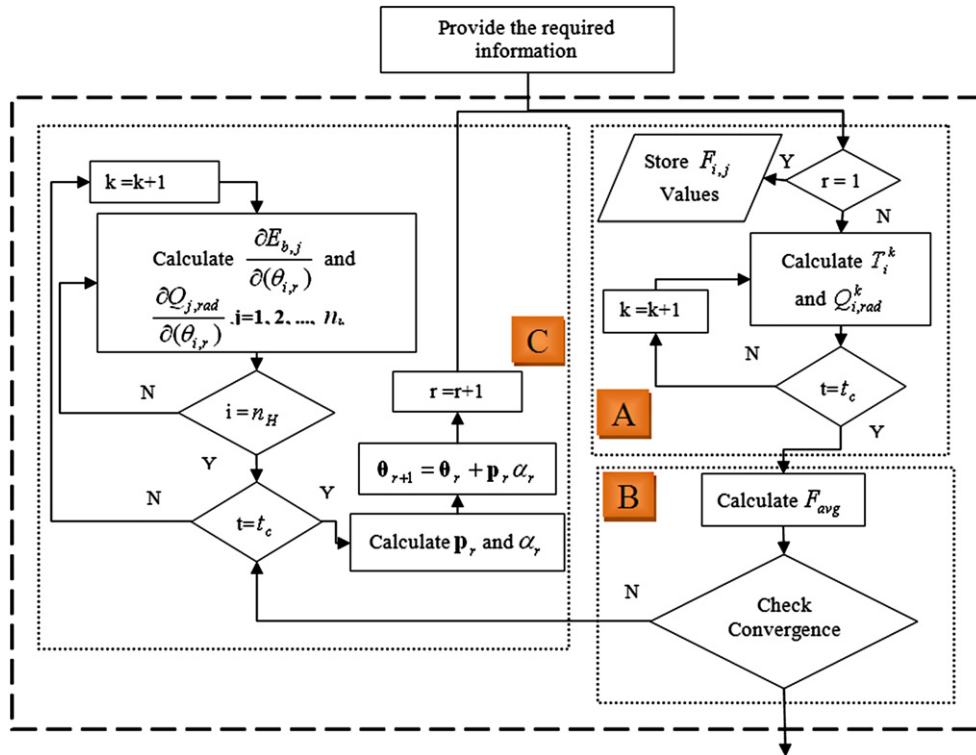 Provide the required
information
k =k+1
Calculate ∂E_{b,j}/∂(θ_{i,r}) and
∂Q_{j,rad}/∂(θ_{i,r}) ,j=1, 2, ...,
N
i = n_H
Y
N
t= t_c
Y
C
r =r+1
θ_{r+1} = θ_r + p_r α_r
Calculate p_r and α_r
Store F_{i,j}
Values
Y
r = 1
N
Calculate T_i^k
and Q_{i,rad}^k
k =k+1
N
t= t_c
A
Y
B
Calculate F_{avg}
N
Check
Convergence